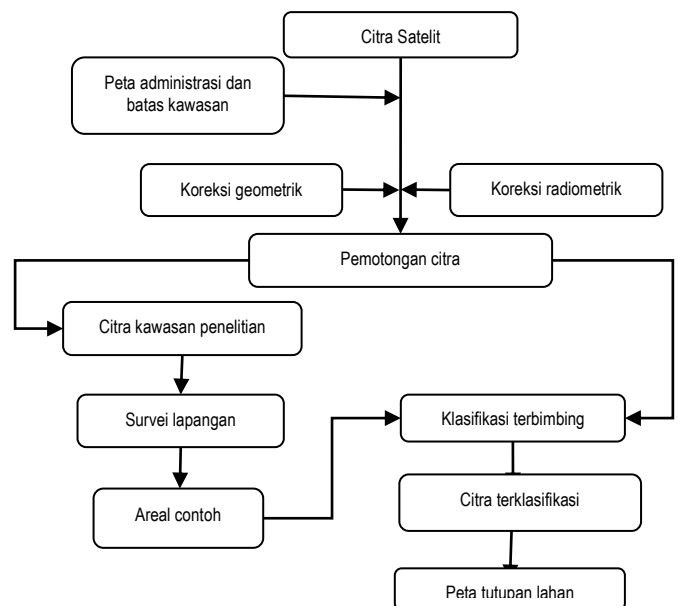 Citra Satelit
Peta administrasi dan
batas kawasan
Koreksi geometrik
Koreksi radiometrik
Pemotongan citra
Citra kawasan penelitian
Survei lapangan
Klasifikasi terbimbing
Areal contoh
Citra terklasifikasi
Peta tutupan lahan